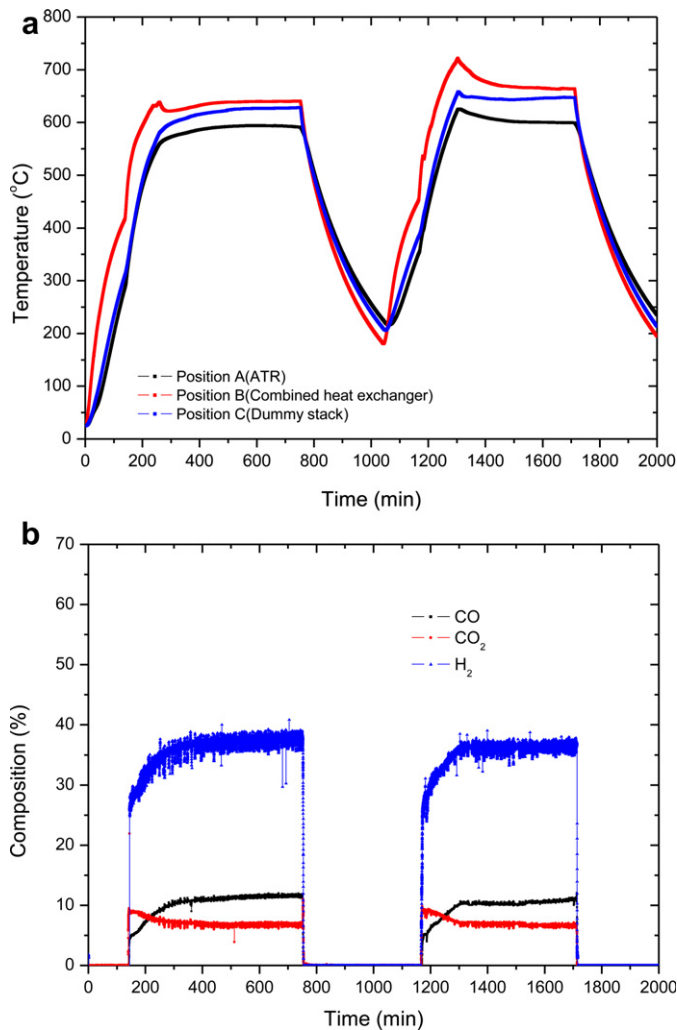 a
800
700
600
500
400
300
200
100
0
Temperature (°C)
Position A(ATR)
Position B(Combined heat exchanger)
Position C(Dummy stack)
0 200 400 600 800 1000 1200 1400 1600 1800 2000
Time (min)
b
70
60
50
40
30
20
10
0
Composition (%)
CO
CO₂
H₂
0 200 400 600 800 1000 1200 1400 1600 1800 2000
Time (min)